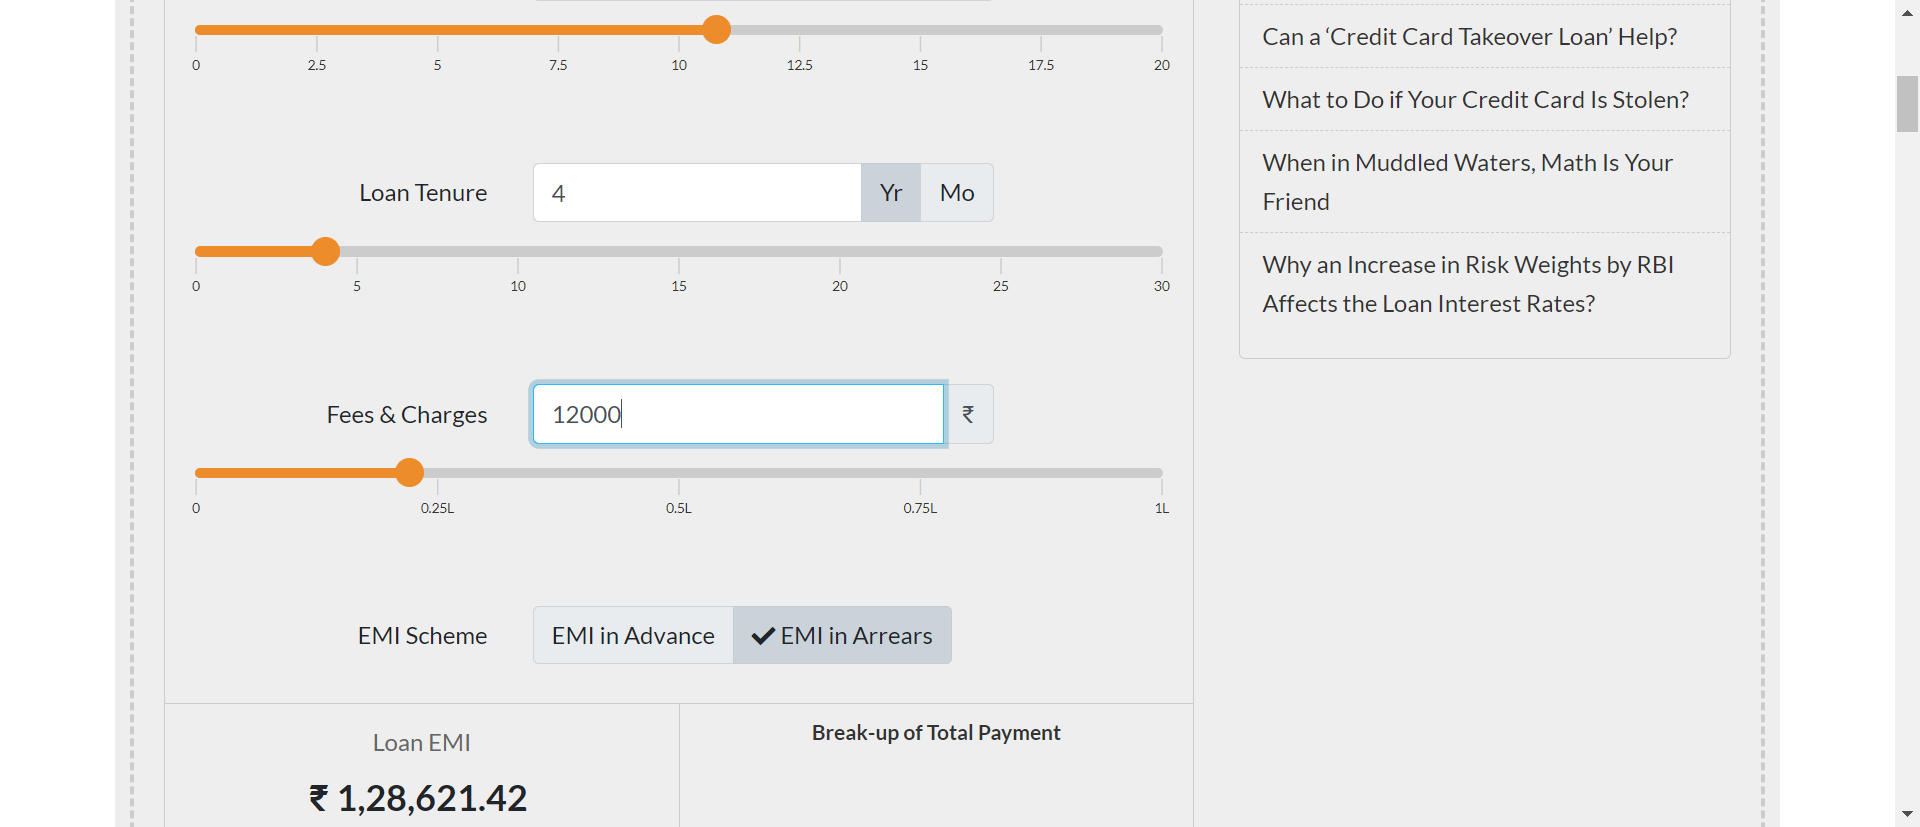 0 2.5 5 7.5 10 12.5 15 17.5 20
Loan Tenure 4 Yr Mo
0 5 10 15 20 25 30
Fees & Charges 12000 ₹
0 0.25L 0.5L 0.75L 1L
EMI Scheme EMI in Advance EMI in Arrears
Loan EMI
₹ 1,28,621.42
Break-up of Total Payment
Can a ‘Credit Card Takeover Loan’ Help?
What to Do if Your Credit Card Is Stolen?
When in Muddled Waters, Math Is Your
Friend
Why an Increase in Risk Weights by RBI
Affects the Loan Interest Rates?